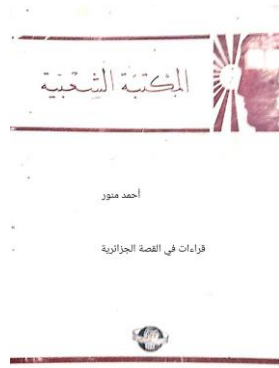 المكتبة الشعبية
أحمد منور
قراءات في القصة الجزائرية